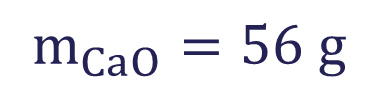 m_CaO = 56 g